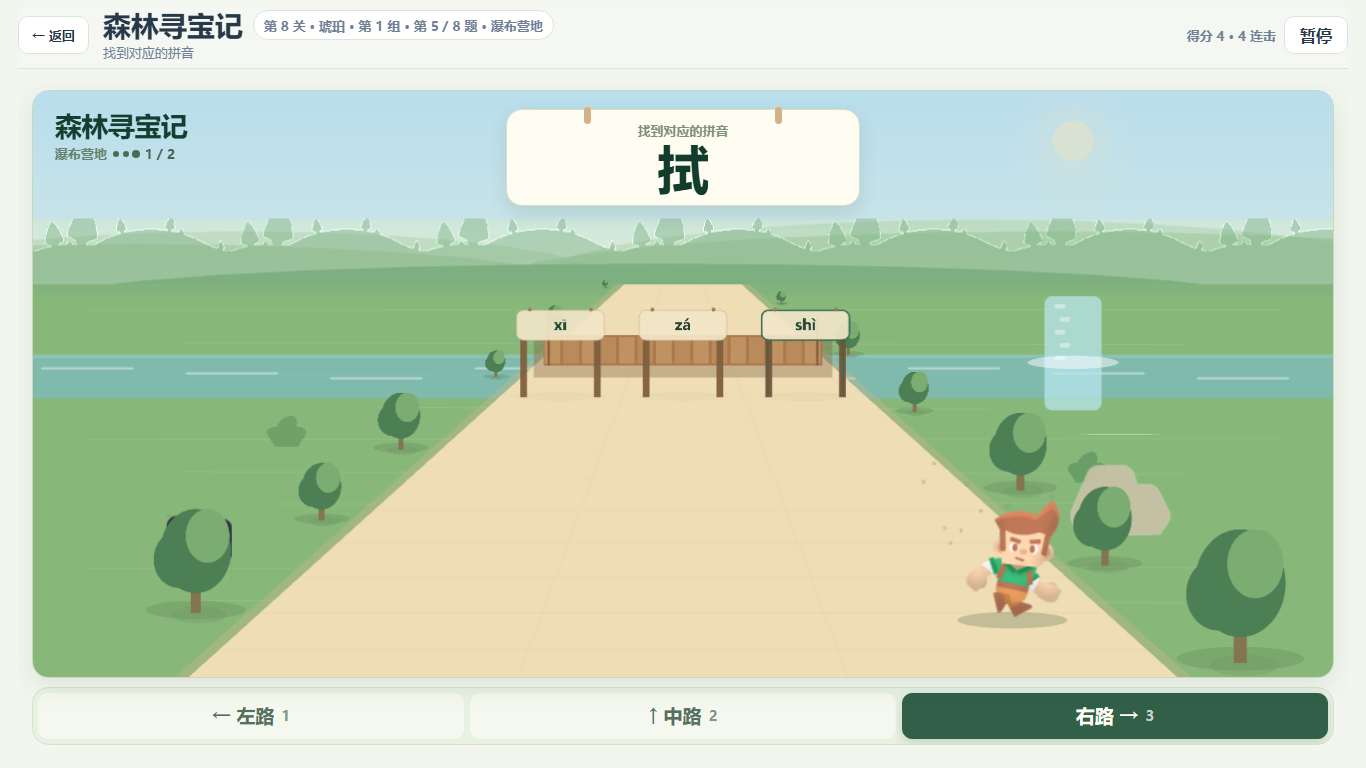 ← 返回
森林寻宝记
第 8 关 • 琥珀 • 第 1 组 • 第 5 / 8 题 • 瀑布营地
找到对应的拼音
得分 4 • 4 连击
暂停
森林寻宝记
瀑布营地 1 / 2
找到对应的拼音
拭
xī zá shì
← 左路 1
↑ 中路 2
右路 → 3